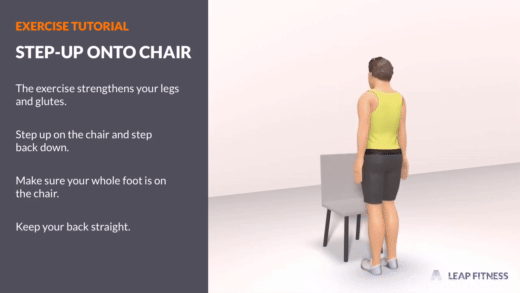 EXERCISE TUTORIAL
STEP-UP ONTO CHAIR
The exercise strengthens your legs
and glutes.
Step up on the chair and step
back down.
Make sure your whole foot is on
the chair.
Keep your back straight.
LEAP FITNESS